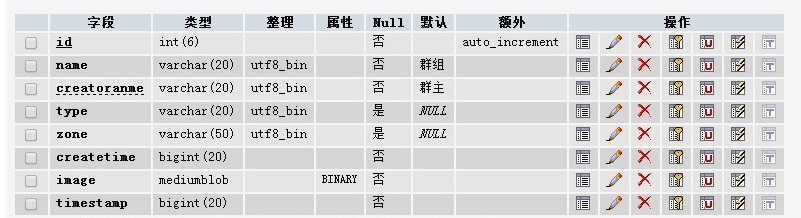 字段 类型 整理 属性 Null 默认 额外 操作
id int(6) 否 auto_increment
name varchar(20) utf8_bin 否 群组
creatoranme varchar(20) utf8_bin 否 群主
type varchar(20) utf8_bin 是 NULL
zone varchar(50) utf8_bin 是 NULL
createtime bigint(20) 否
image mediumblob BINARY 否
timestamp bigint(20) 否